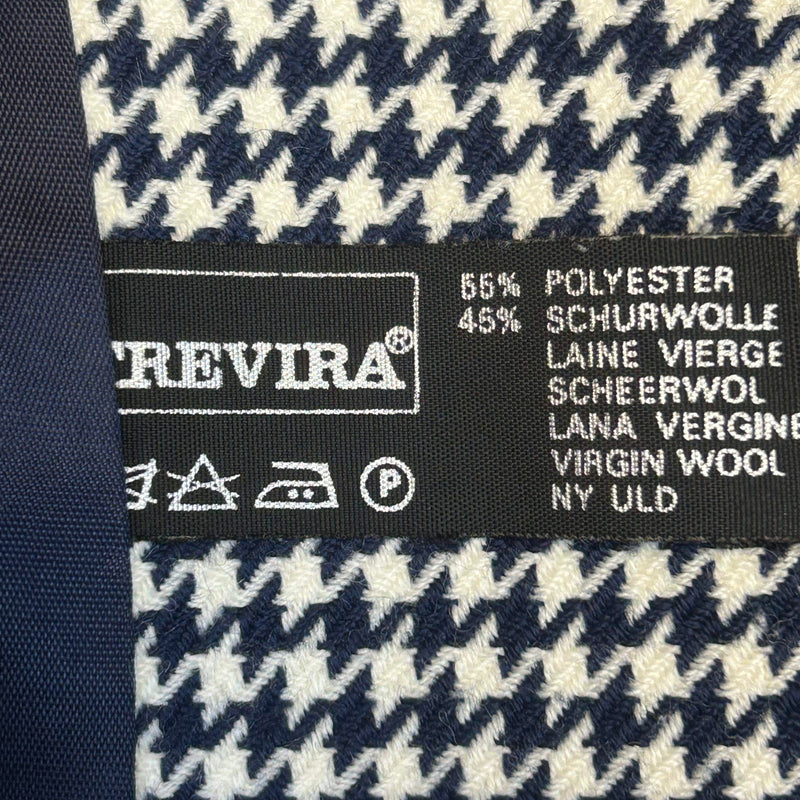 TREVIRA®
55% POLYESTER
45% SCHURWOLLE
LAINE VIERGE
SCHEERWOL
LANA VERGINE
VIRGIN WOOL
NY ULD
P